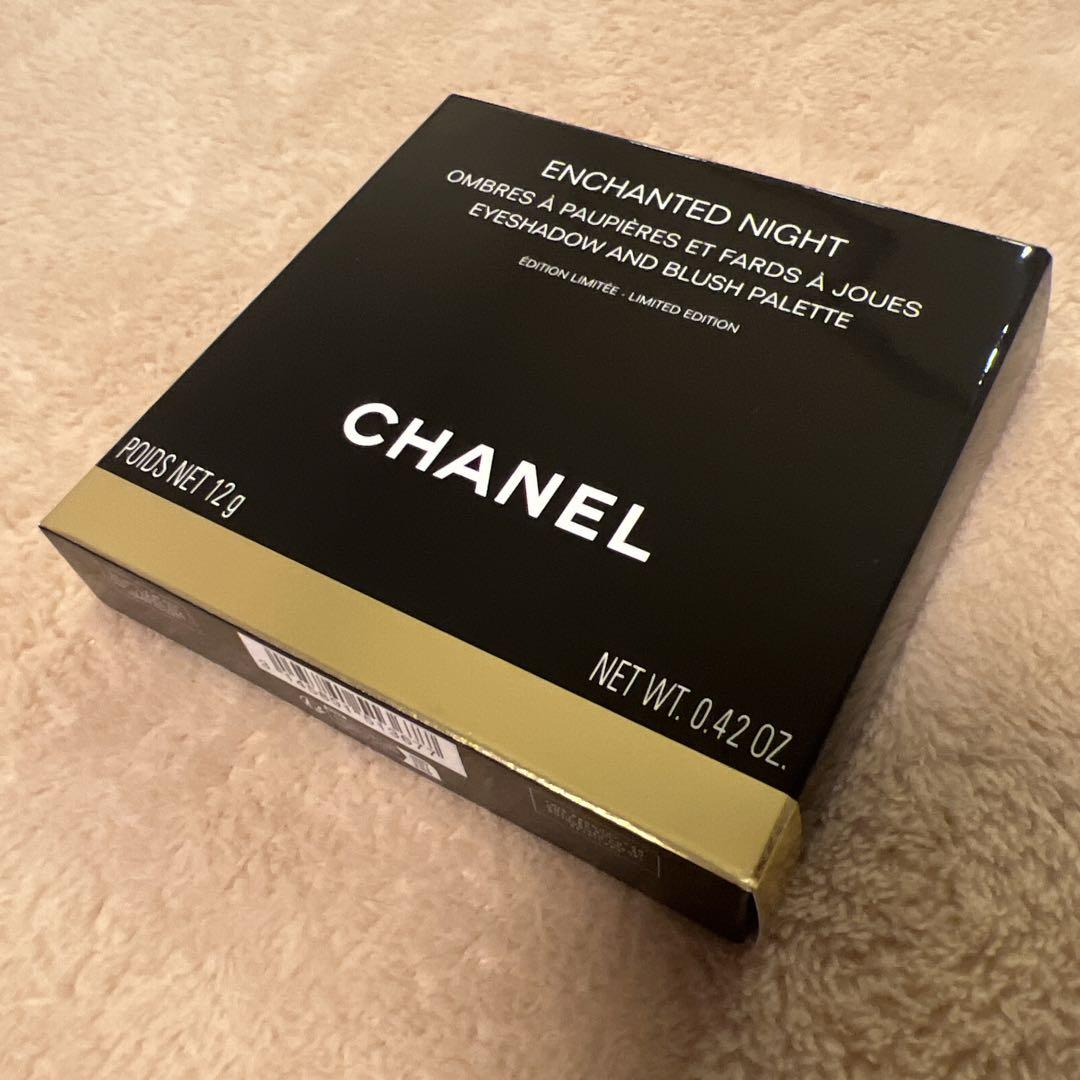 ENCHANTED NIGHT
OMBRES À PAUPIÈRES ET FARDS À JOUES
EYESHADOW AND BLUSH PALETTE
ÉDITION LIMITÉE - LIMITED EDITION
CHANEL
POIDS NET 12 g
NET WT. 0.42 OZ.